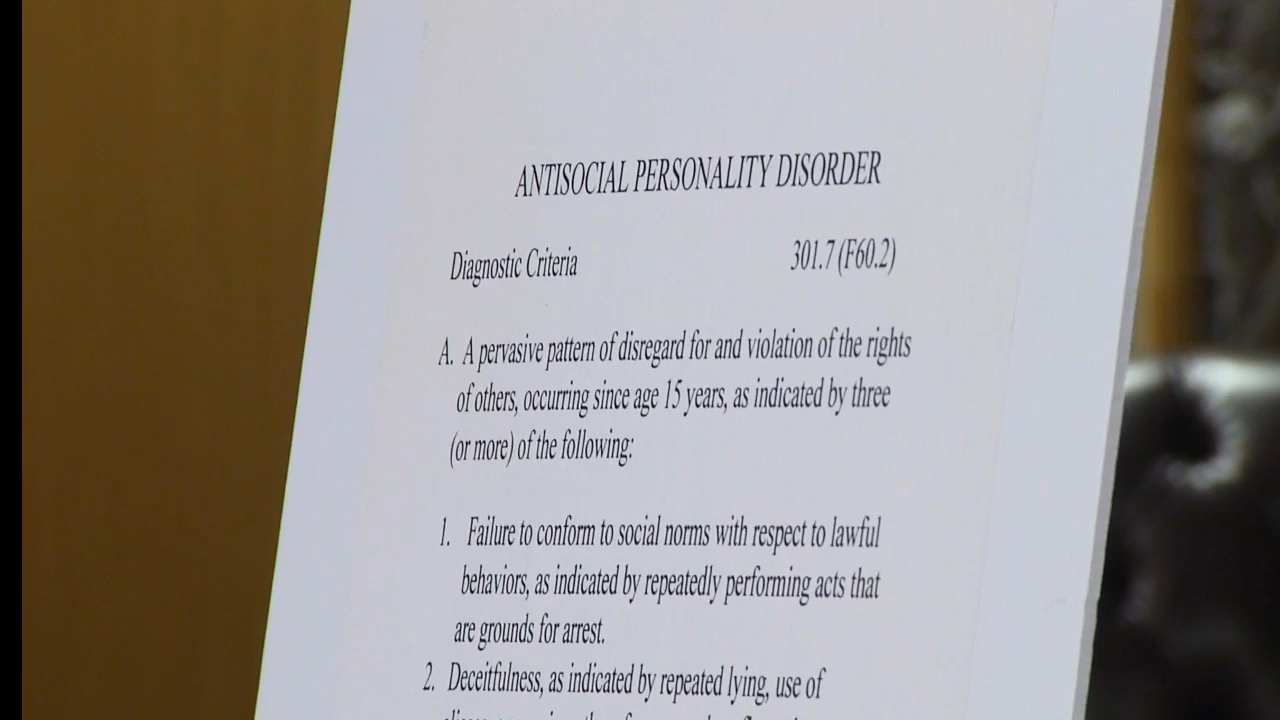 ANTISOCIAL PERSONALITY DISORDER
Diagnostic Criteria 301.7 (F60.2)
A. A pervasive pattern of disregard for and violation of the rights
of others, occurring since age 15 years, as indicated by three
(or more) of the following:
1. Failure to conform to social norms with respect to lawful
behaviors, as indicated by repeatedly performing acts that
are grounds for arrest.
2. Deceitfulness, as indicated by repeated lying, use of